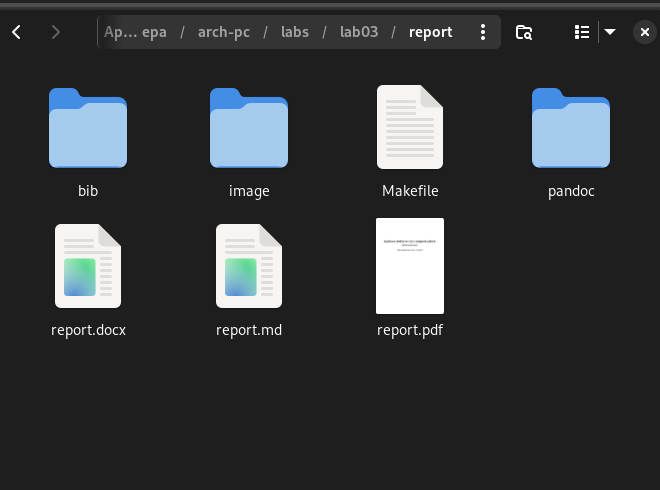 Ap… epa / arch-pc / labs / lab03 / report
bib image Makefile pandoc
report.docx report.md report.pdf